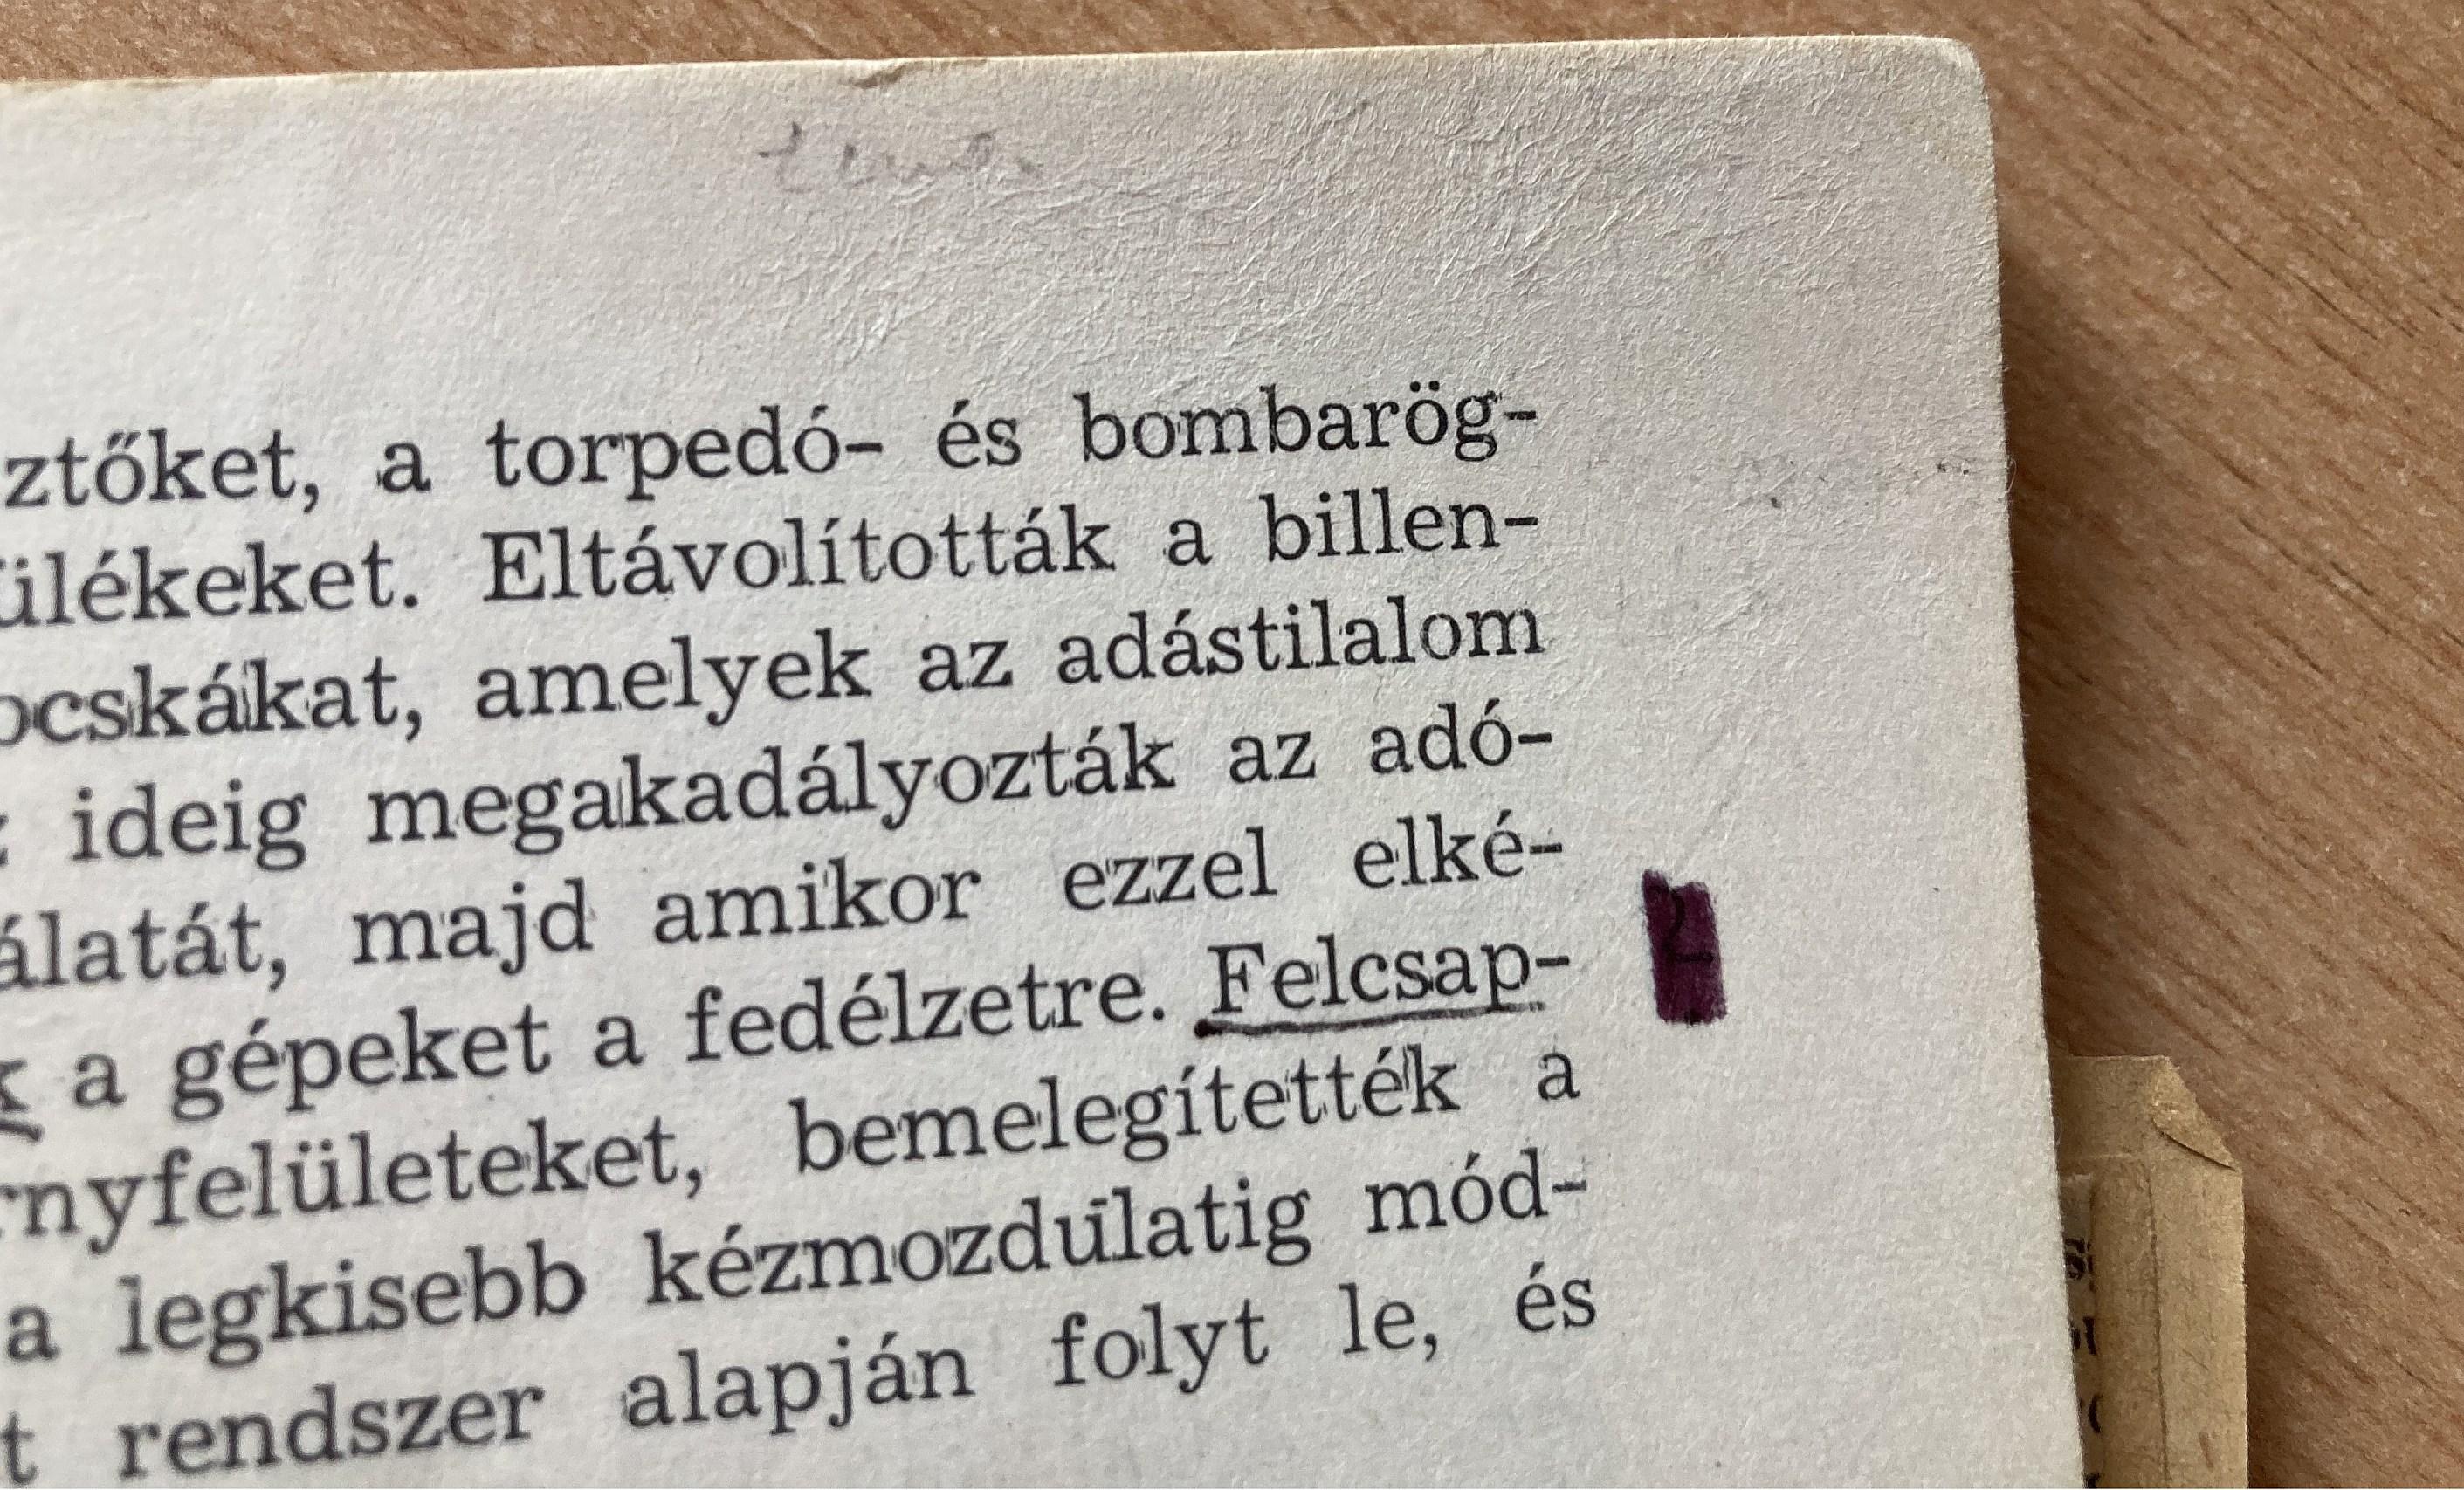 ztőket, a torpedó- és bombarög-
ülékeket. Eltávolították a billen-
ocskákat, amelyek az adástilalom
ideig megakadályozták az adó-
álatát, majd amikor ezzel elké-
k a gépeket a fedélzetre. Felcsap-
rnyfelületeket, bemelegítették a
a legkisebb kézmozdulatig mód-
t rendszer alapján folyt le, és